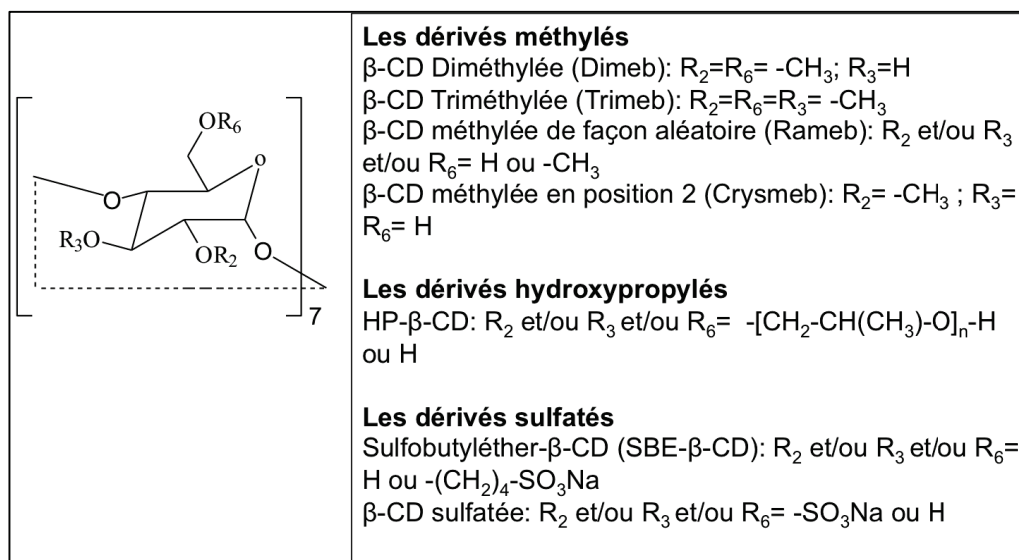 OR6
o
O
R3O
OR2
O
7
Les dérivés méthylés
β-CD Diméthylée (Dimeb): R2=R6= -CH3; R3=H
β-CD Triméthylée (Trimeb): R2=R6=R3= -CH3
β-CD méthylée de façon aléatoire (Rameb): R2 et/ou R3
et/ou R6= H ou -CH3
β-CD méthylée en position 2 (Crysmeb): R2= -CH3 ; R3=
R6= H
Les dérivés hydroxypropylés
HP-β-CD: R2 et/ou R3 et/ou R6= -[CH2-CH(CH3)-O]n-H
ou H
Les dérivés sulfatés
Sulfobutyléther-β-CD (SBE-β-CD): R2 et/ou R3 et/ou R6=
H ou -(CH2)4-SO3Na
β-CD sulfatée: R2 et/ou R3 et/ou R6= -SO3Na ou H